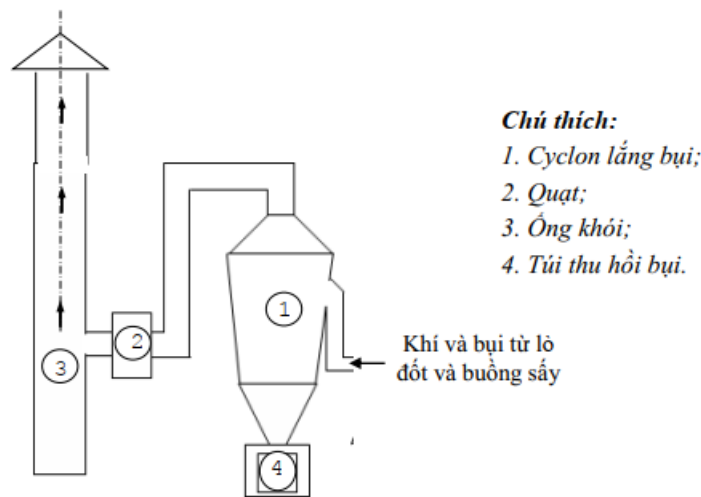 Chú thích:
1. Cyclon lắng bụi;
2. Quạt;
3. Ống khói;
4. Túi thu hồi bụi.
1
2
Khí và bụi từ lò
đốt và buồng sấy
3
4